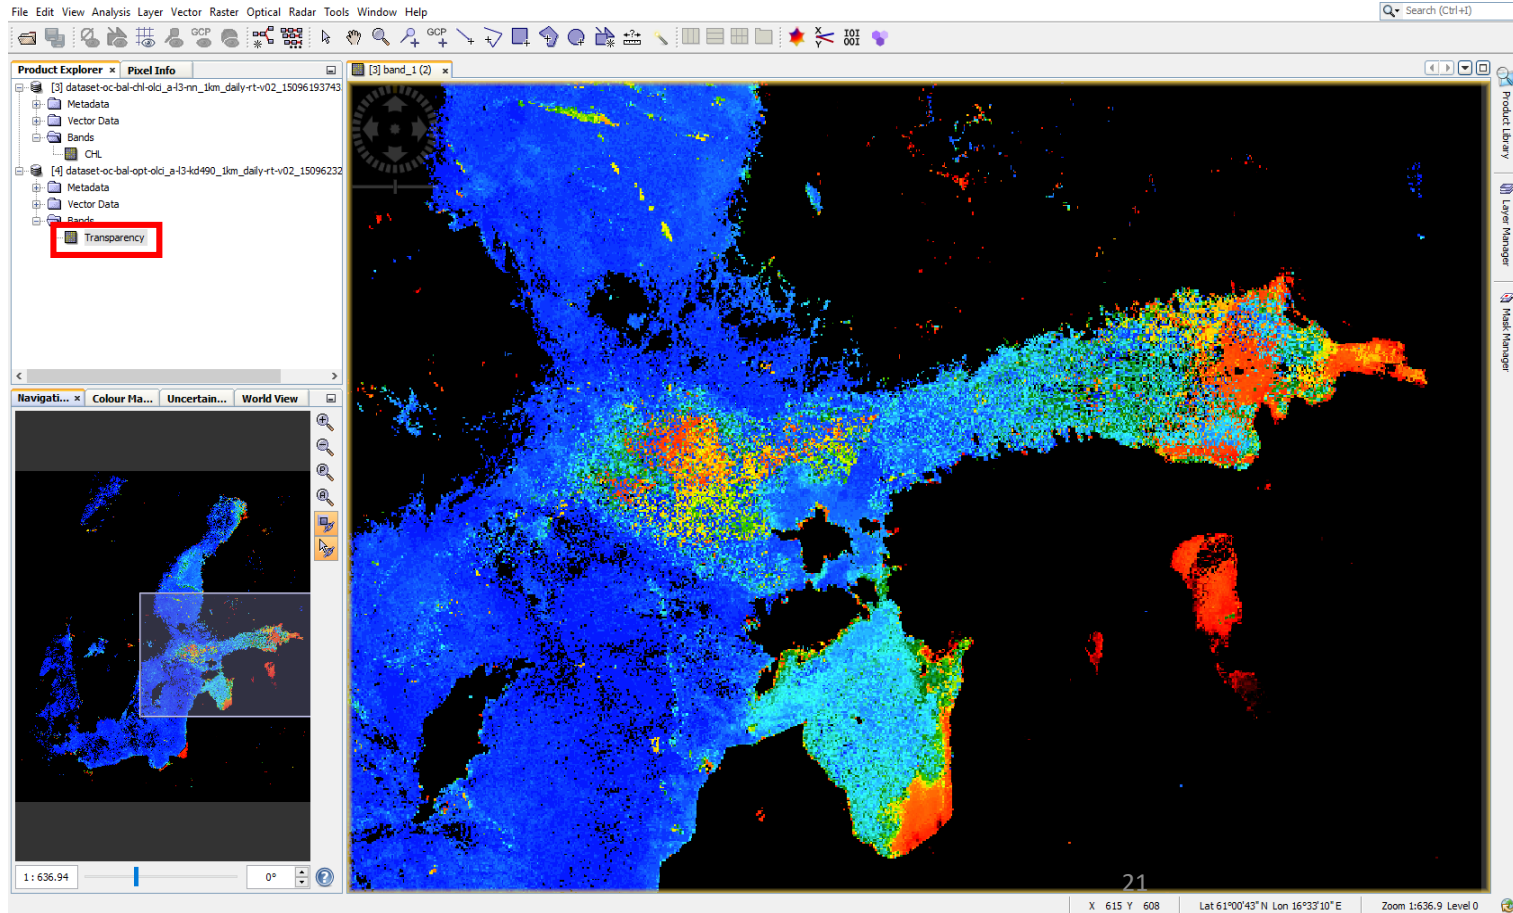 File Edit View Analysis Layer Vector Raster Optical Radar Tools Window Help
Search (Ctrl+I)
GCP GCP
Product Explorer × Pixel Info
[3] band_1 (2) ×
[3] dataset-oc-bal-chl-olci_a-l3-nn_1km_daily-rt-v02_15096193743
Metadata
Vector Data
Bands
CHL
[4] dataset-oc-bal-opt-olci_a-l3-kd490_1km_daily-rt-v02_15096232
Metadata
Vector Data
Bands
Transparency
Product Library
Layer Manager
Mask Manager
Navigati... × Colour Ma... Uncertain... World View
1 : 636.94
0°
21
X 615 Y 608 Lat 61°00'43" N Lon 16°33'10" E Zoom 1:636.9 Level 0